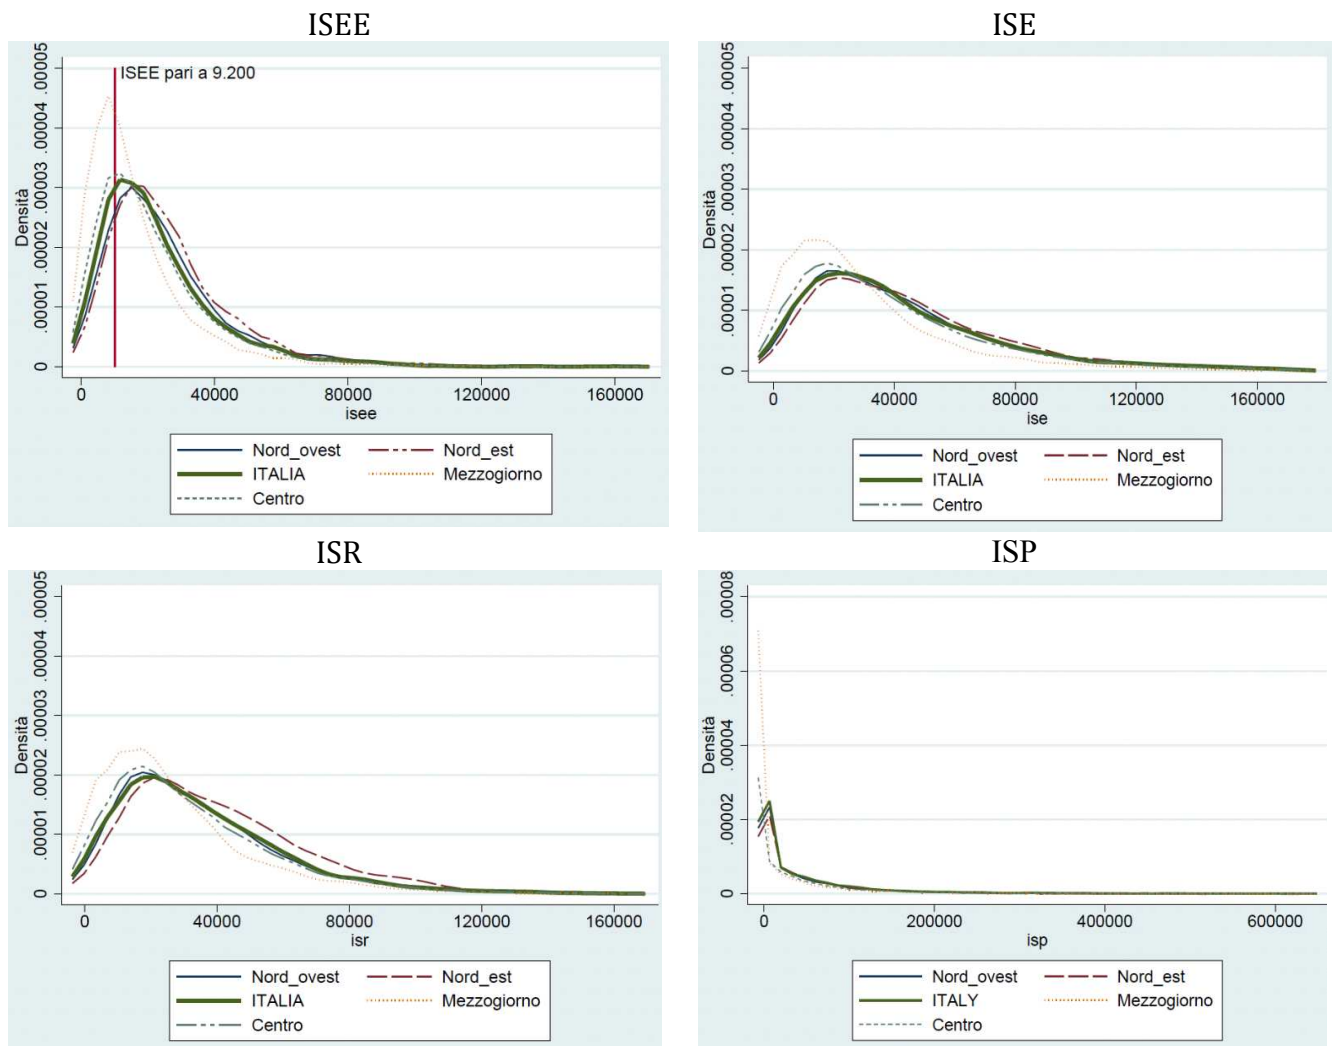 ISEE
.00005
.00004
.00003
.00002
.00001
0
Densità
ISEE pari a 9.200
0 40000 80000 120000 160000
isee
Nord_ovest Nord_est
ITALIA Mezzogiorno
Centro
ISE
.00005
.00004
.00003
.00002
.00001
0
Densità
0 40000 80000 120000 160000
ise
Nord_ovest Nord_est
ITALIA Mezzogiorno
Centro
ISR
.00005
.00004
.00003
.00002
.00001
0
Densità
0 40000 80000 120000 160000
isr
Nord_ovest Nord_est
ITALIA Mezzogiorno
Centro
ISP
.00008
.00006
.00004
.00002
0
Densità
0 200000 400000 600000
isp
Nord_ovest Nord_est
ITALY Mezzogiorno
Centro